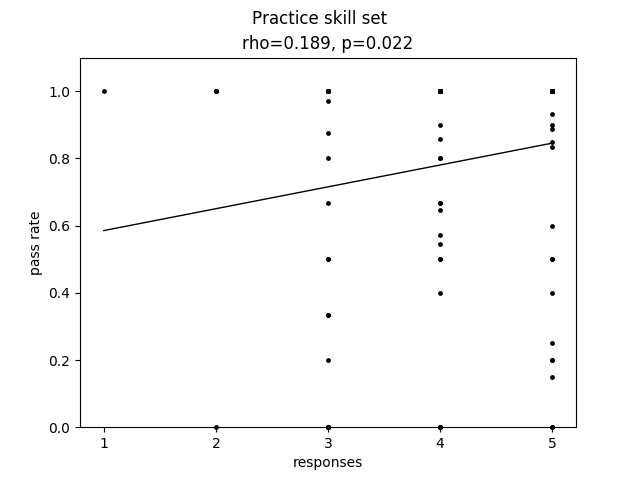 Practice skill set
rho=0.189, p=0.022
1.0
0.8
0.6
0.4
0.2
0.0
pass rate
1 2 3 4 5
responses